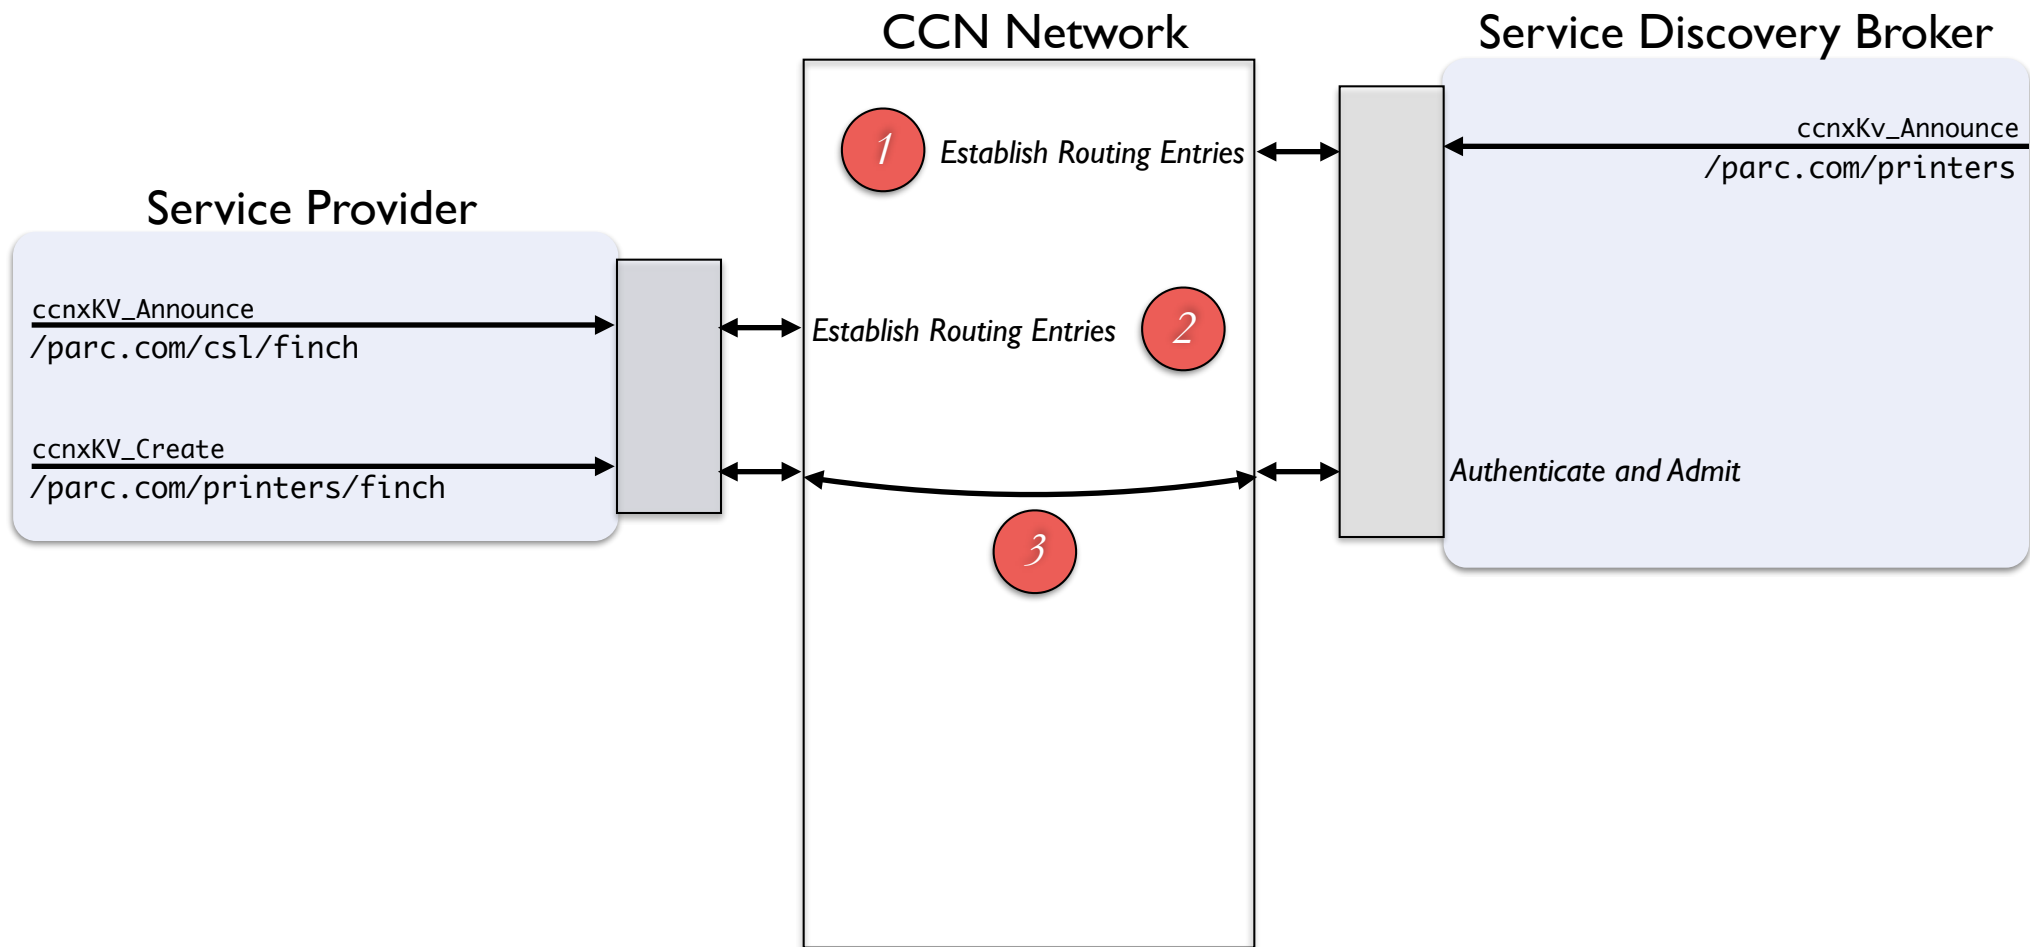 CCN Network
Service Discovery Broker
1
Establish Routing Entries
ccnxKv_Announce
/parc.com/printers
Service Provider
ccnxKV_Announce
/parc.com/csl/finch
Establish Routing Entries
2
ccnxKV_Create
/parc.com/printers/finch
Authenticate and Admit
3